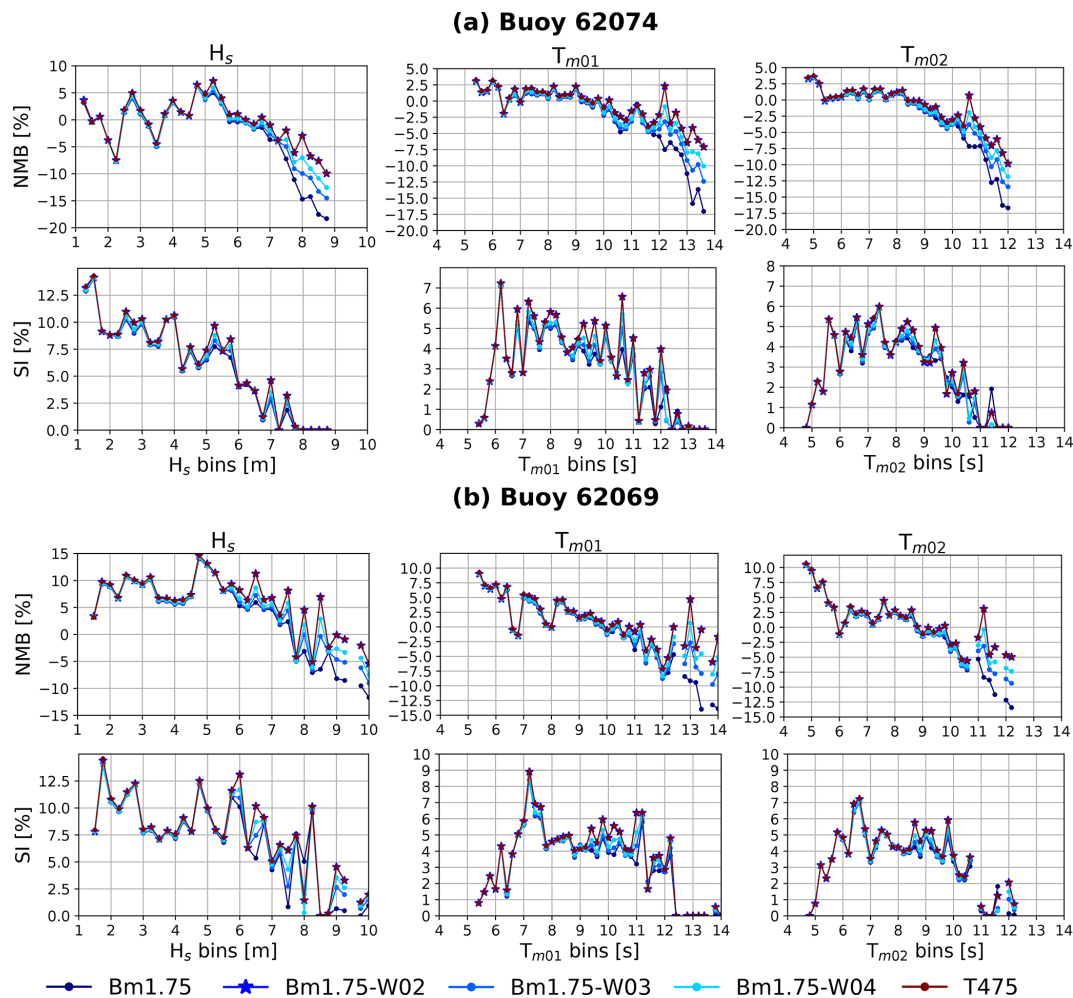 (a) Buoy 62074
Hs Tm01 Tm02
NMB [%]
10 5 0 −5 −10 −15 −20
1 2 3 4 5 6 7 8 9 10
5.0 2.5 0.0 −2.5 −5.0 −7.5 −10.0 −12.5 −15.0 −17.5 −20.0
4 5 6 7 8 9 10 11 12 13 14
5.0 2.5 0.0 −2.5 −5.0 −7.5 −10.0 −12.5 −15.0 −17.5 −20.0
4 5 6 7 8 9 10 11 12 13 14
SI [%]
12.5 10.0 7.5 5.0 2.5 0.0
1 2 3 4 5 6 7 8 9 10
7 6 5 4 3 2 1 0
4 5 6 7 8 9 10 11 12 13 14
8 7 6 5 4 3 2 1 0
4 5 6 7 8 9 10 11 12 13 14
Hs bins [m] Tm01 bins [s] Tm02 bins [s]
(b) Buoy 62069
Hs Tm01 Tm02
NMB [%]
15 10 5 0 −5 −10 −15
1 2 3 4 5 6 7 8 9 10
10.0 7.5 5.0 2.5 0.0 −2.5 −5.0 −7.5 −10.0 −12.5 −15.0
4 5 6 7 8 9 10 11 12 13 14
10.0 7.5 5.0 2.5 0.0 −2.5 −5.0 −7.5 −10.0 −12.5 −15.0
4 5 6 7 8 9 10 11 12 13 14
SI [%]
12.5 10.0 7.5 5.0 2.5 0.0
1 2 3 4 5 6 7 8 9 10
10 9 8 7 6 5 4 3 2 1 0
4 5 6 7 8 9 10 11 12 13 14
10 9 8 7 6 5 4 3 2 1 0
4 5 6 7 8 9 10 11 12 13 14
Hs bins [m] Tm01 bins [s] Tm02 bins [s]
Bm1.75 Bm1.75-W02 Bm1.75-W03 Bm1.75-W04 T475